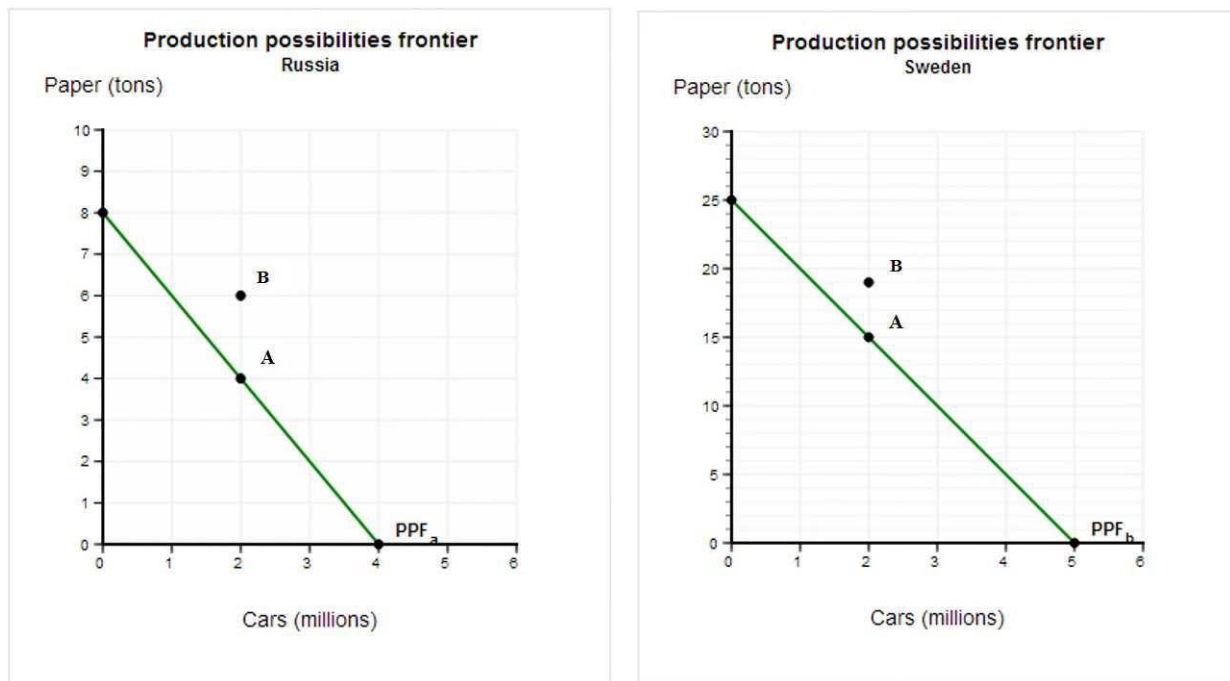 Production possibilities frontier
Russia
Paper (tons)
10
9
8
7
6
5
4
3
2
1
0
B
A
PPFa
0 1 2 3 4 5 6
Cars (millions)
Production possibilities frontier
Sweden
Paper (tons)
30
25
20
15
10
5
0
B
A
PPFb
0 1 2 3 4 5 6
Cars (millions)